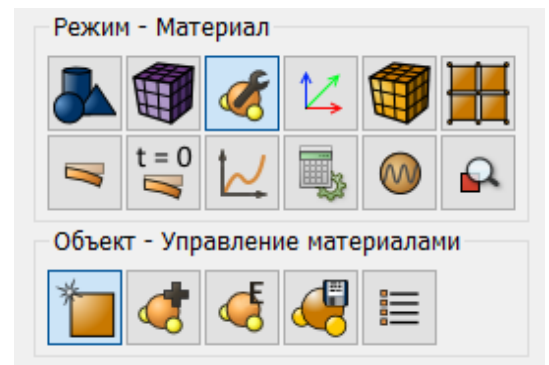 Режим - Материал
t = 0
Объект - Управление материалами
E